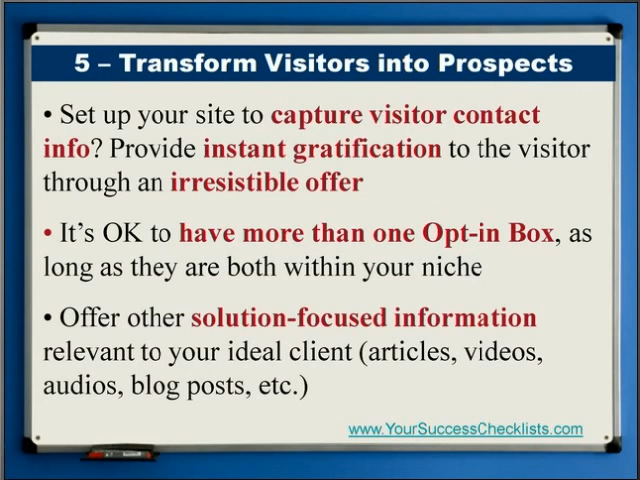 5 – Transform Visitors into Prospects
• Set up your site to capture visitor contact
info? Provide instant gratification to the visitor
through an irresistible offer
• It’s OK to have more than one Opt-in Box, as
long as they are both within your niche
• Offer other solution-focused information
relevant to your ideal client (articles, videos,
audios, blog posts, etc.)
www.YourSuccessChecklists.com